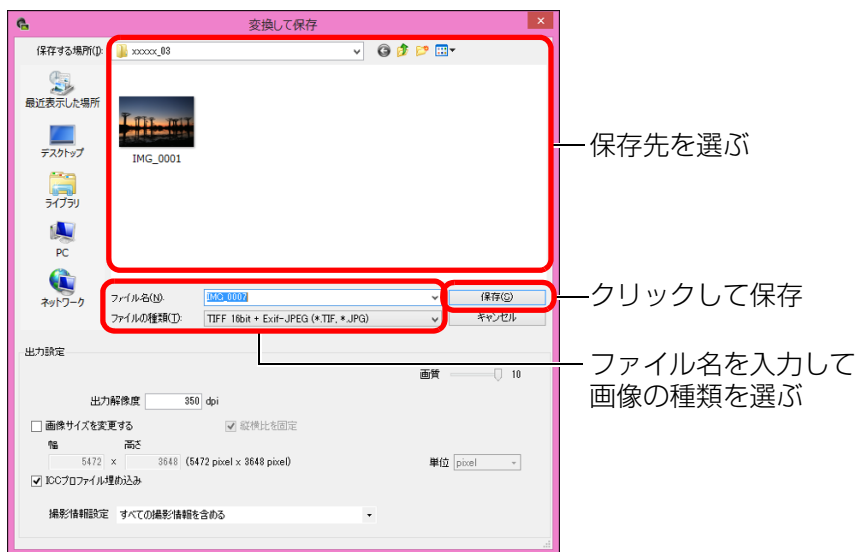 変換して保存
保存する場所(I): xxxxx_03
最近表示した場所
デスクトップ
ライブラリ
PC
ネットワーク
IMG_0001
保存先を選ぶ
ファイル名(N): IMG_0007 保存(S)
ファイルの種類(T): TIFF 16bit + Exif-JPEG (*.TIF, *.JPG) キャンセル
クリックして保存
ファイル名を入力して
画像の種類を選ぶ
出力設定
画質 10
出力解像度 350 dpi
画像サイズを変更する 縦横比を固定
幅 高さ
5472 x 3648 (5472 pixel x 3648 pixel) 単位 pixel
ICCプロファイル埋め込み
撮影情報設定 すべての撮影情報を含める